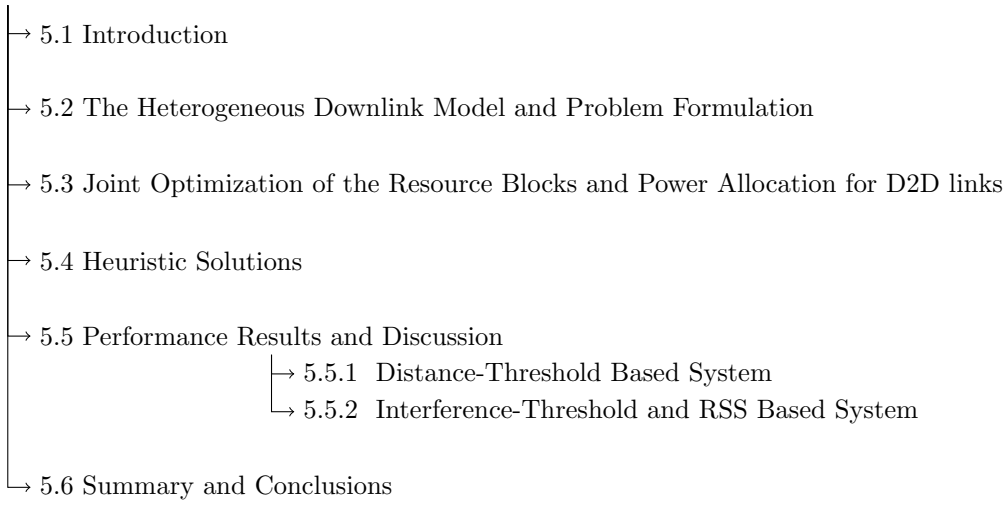 5.1 Introduction
5.2 The Heterogeneous Downlink Model and Problem Formulation
5.3 Joint Optimization of the Resource Blocks and Power Allocation for D2D links
5.4 Heuristic Solutions
5.5 Performance Results and Discussion
5.5.1 Distance-Threshold Based System
5.5.2 Interference-Threshold and RSS Based System
5.6 Summary and Conclusions